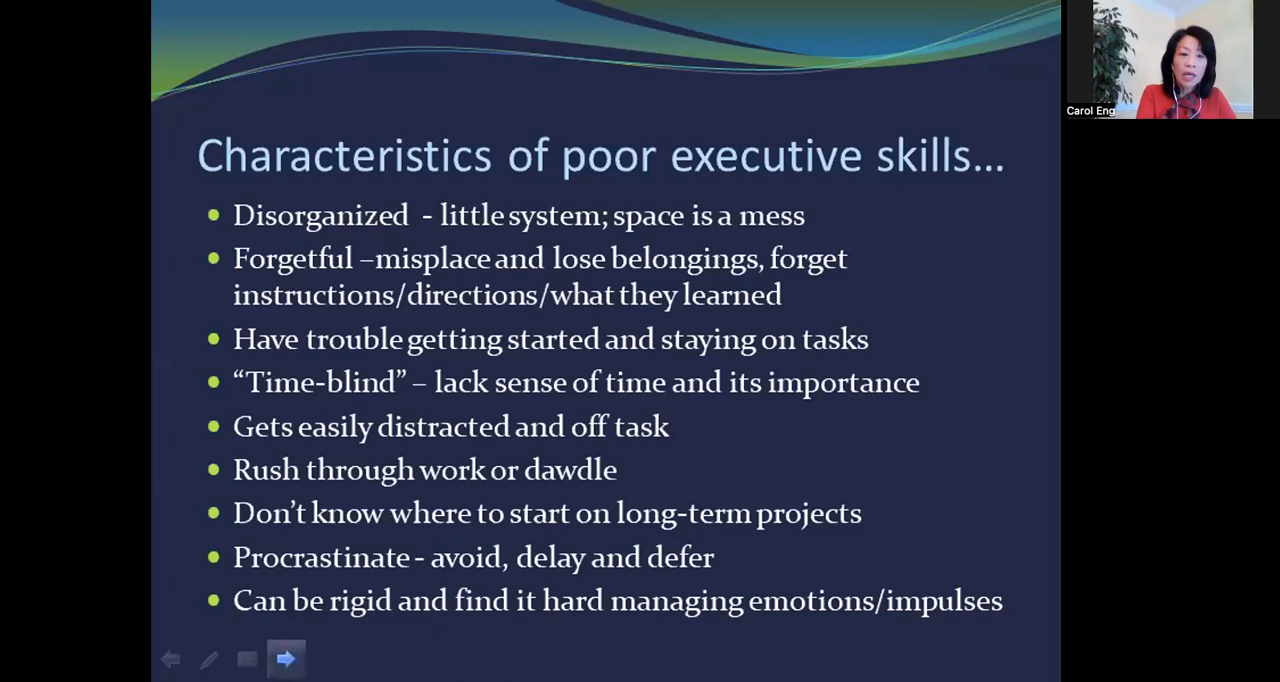 Characteristics of poor executive skills...
Disorganized - little system; space is a mess
Forgetful –misplace and lose belongings, forget
instructions/directions/what they learned
Have trouble getting started and staying on tasks
“Time-blind” – lack sense of time and its importance
Gets easily distracted and off task
Rush through work or dawdle
Don’t know where to start on long-term projects
Procrastinate - avoid, delay and defer
Can be rigid and find it hard managing emotions/impulses
Carol Eng